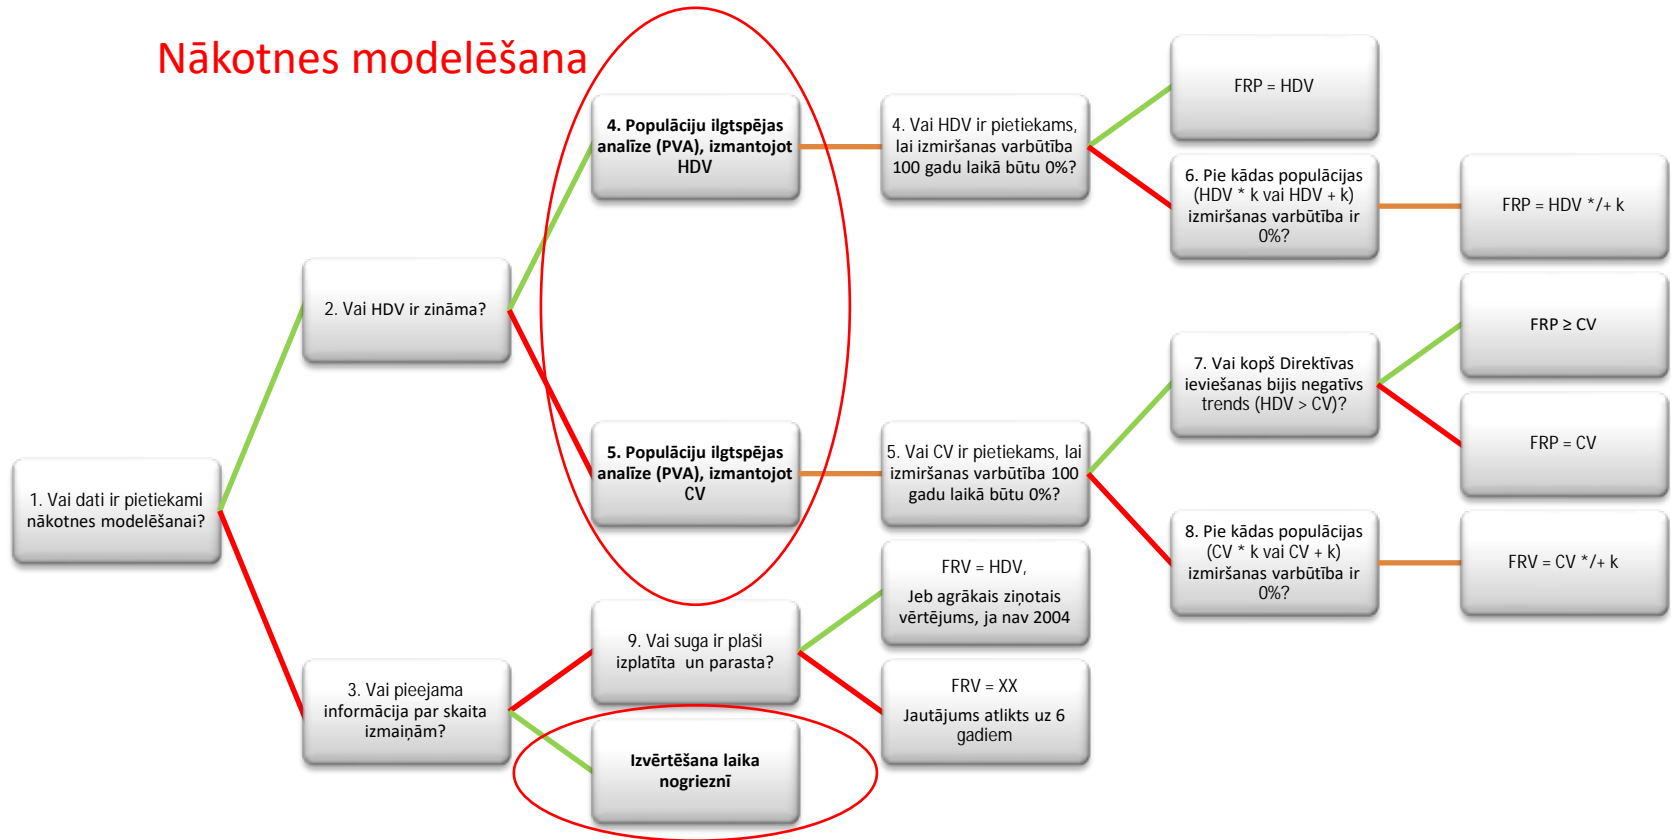 Nākotnes modelēšana
1. Vai dati ir pietiekami
nākotnes modelēšanai?
2. Vai HDV ir zināma?
3. Vai pieejama
informācija par skaita
izmaiņām?
4. Populāciju ilgtspējas
analīze (PVA), izmantojot
HDV
5. Populāciju ilgtspējas
analīze (PVA), izmantojot
CV
9. Vai suga ir plaši
izplatīta un parasta?
Izvērtēšana laika
nogrieznī
4. Vai HDV ir pietiekams,
lai izmiršanas varbūtība
100 gadu laikā būtu 0%?
5. Vai CV ir pietiekams, lai
izmiršanas varbūtība 100
gadu laikā būtu 0%?
FRV = HDV,
Jeb agrākais ziņotais
vērtējums, ja nav 2004
FRV = XX
Jautājums atlikts uz 6
gadiem
FRP = HDV
6. Pie kādas populācijas
(HDV * k vai HDV + k)
izmiršanas varbūtība ir
0%?
7. Vai kopš Direktīvas
ieviešanas bijis negatīvs
trends (HDV > CV)?
8. Pie kādas populācijas
(CV * k vai CV + k)
izmiršanas varbūtība ir
0%?
FRP = HDV */+ k
FRP ≥ CV
FRP = CV
FRV = CV */+ k